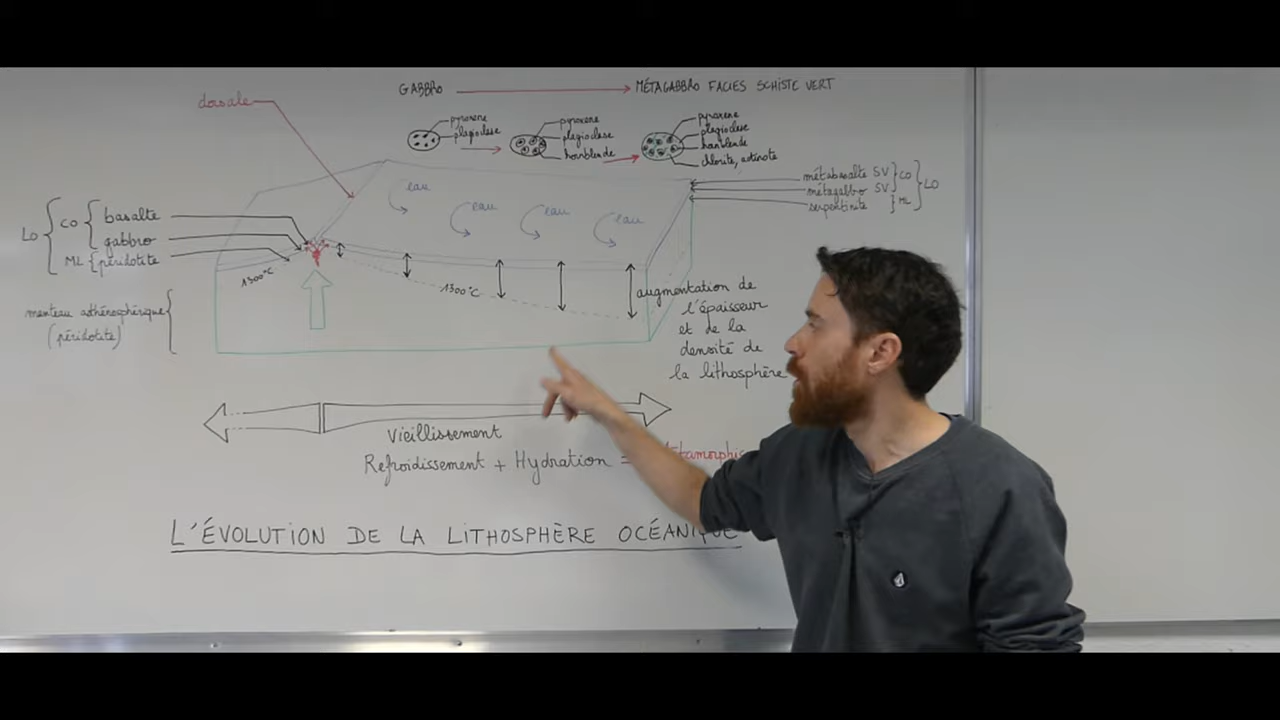 GABBRO MÉTAGABBRO FACIES SCHISTE VERT
dorsale
pyroxène
plagioclase
pyroxène
plagioclase
hornblende
pyroxène
plagioclase
hornblende
chlorite, actinote
eau
eau
eau
eau
métabasalte SV
métagabbro SV
serpentinite
CO
ML
LO
LO
CO
basalte
gabbro
ML
péridotite
1300°C
1300°C
manteau asthénosphérique
(péridotite)
augmentation de
l'épaisseur
et de la
densité de
la lithosphère
Vieillissement
Refroidissement + Hydration =
L'ÉVOLUTION DE LA LITHOSPHÈRE OCÉANIQUE